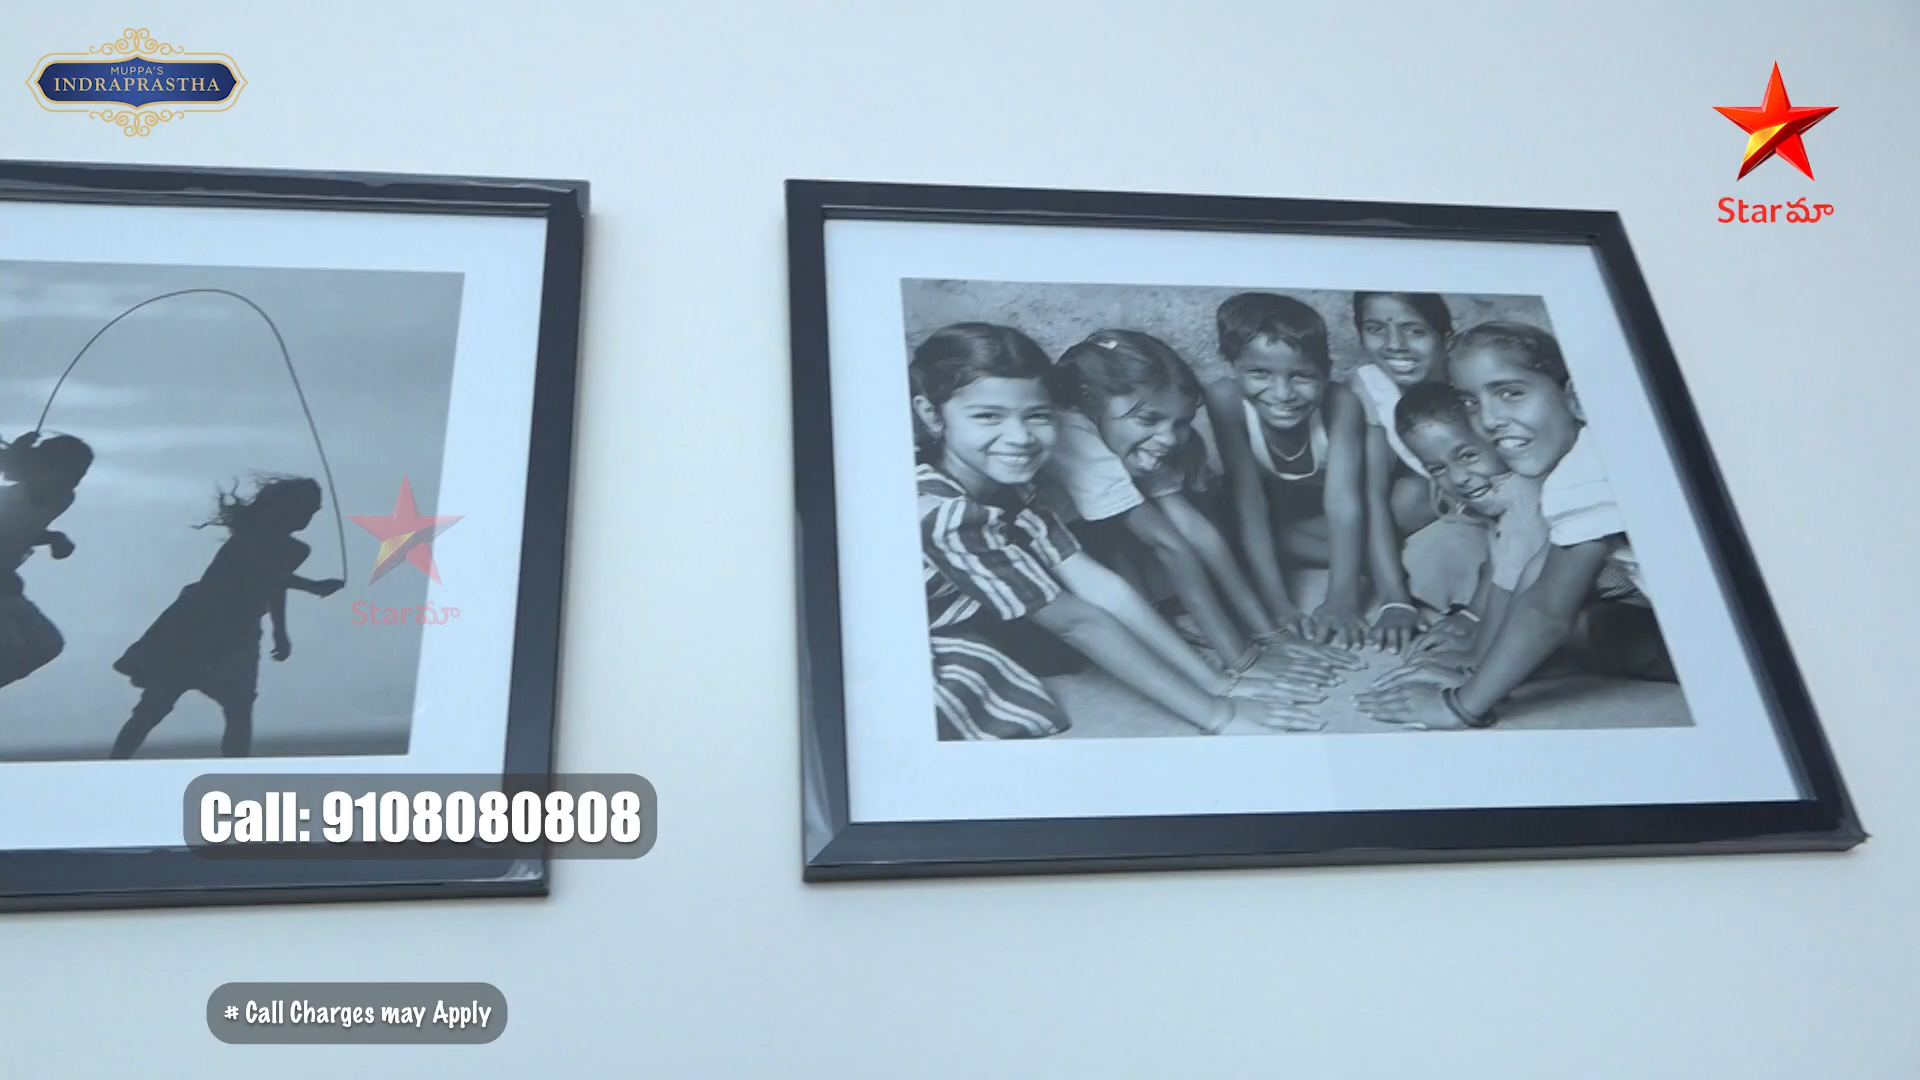 MUPPA'S
INDRAPRASTHA
Starమా
Starమా
Call: 9108080808
# Call Charges may Apply